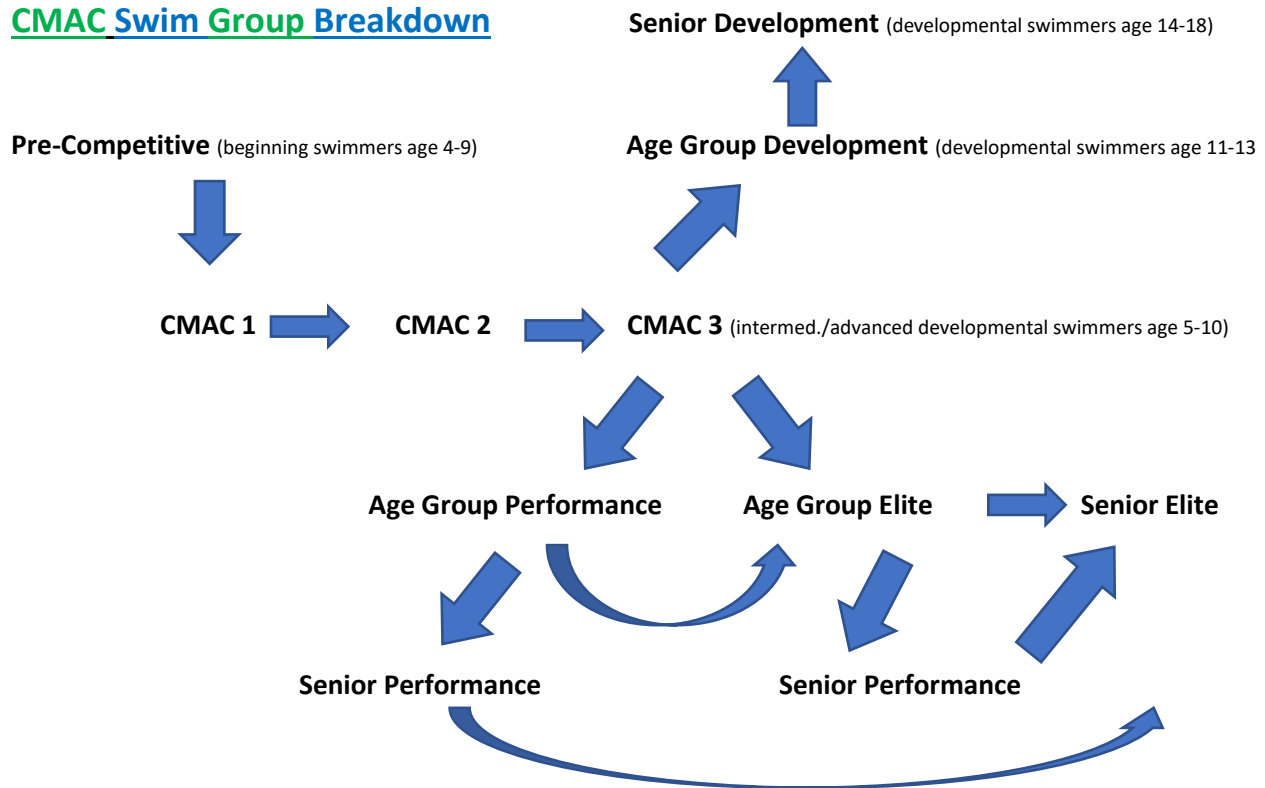 CMAC Swim Group Breakdown
Senior Development (developmental swimmers age 14-18)
Pre-Competitive (beginning swimmers age 4-9)
Age Group Development (developmental swimmers age 11-13
CMAC 1
CMAC 2
CMAC 3 (intermed./advanced developmental swimmers age 5-10)
Age Group Performance
Age Group Elite
Senior Elite
Senior Performance
Senior Performance